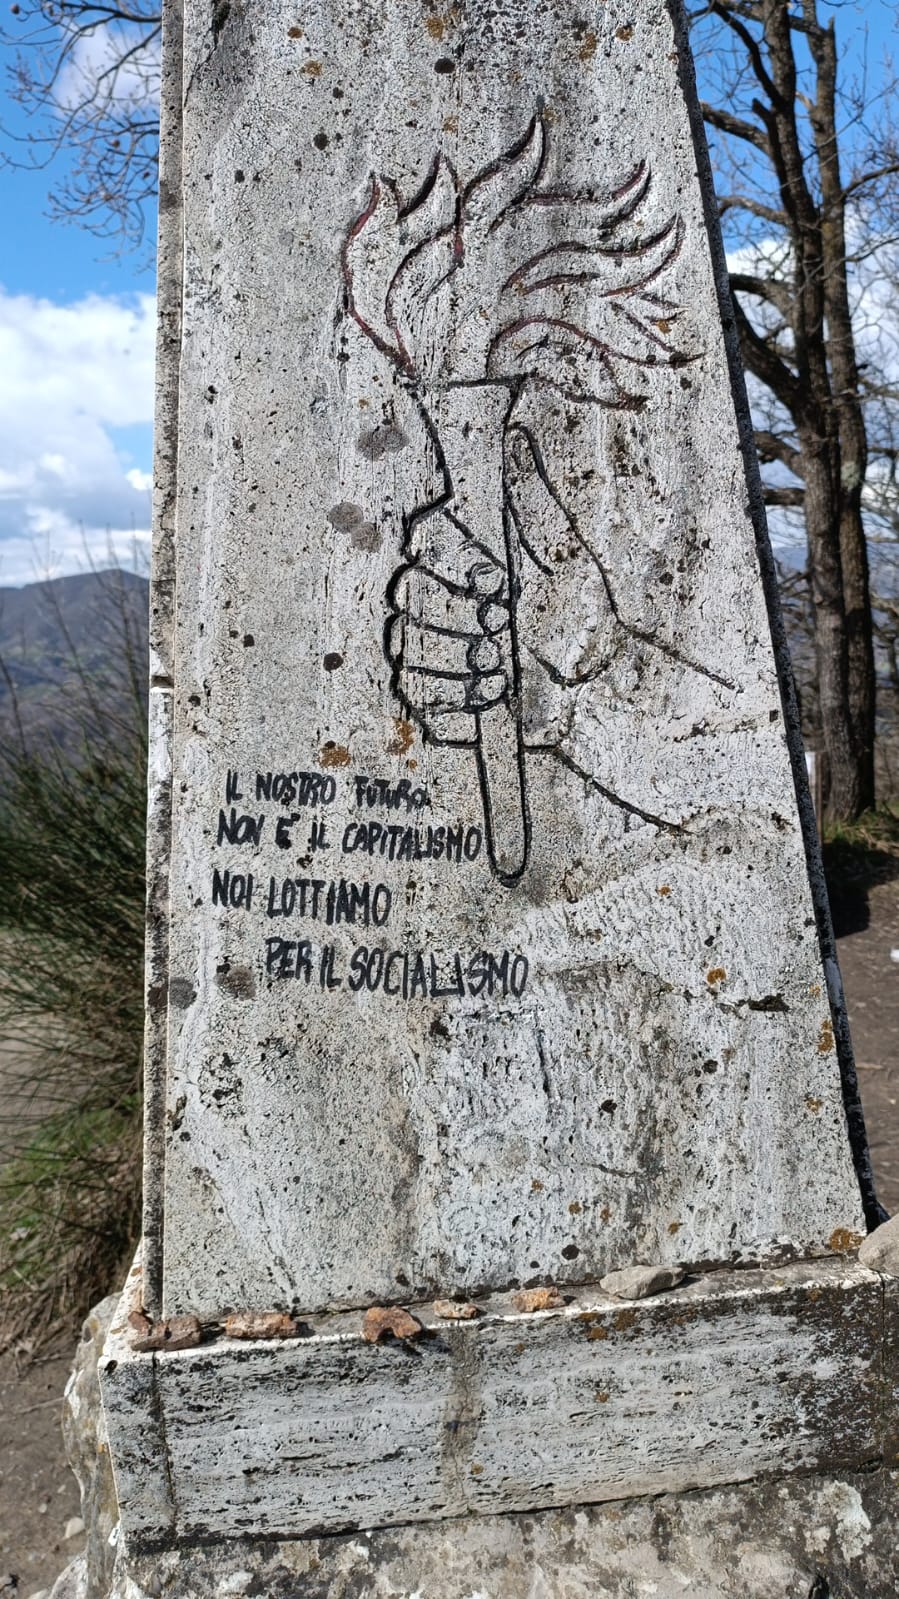 IL NOSTRO FUTURO
NON E' IL CAPITALISMO
NOI LOTTIAMO
PER IL SOCIALISMO